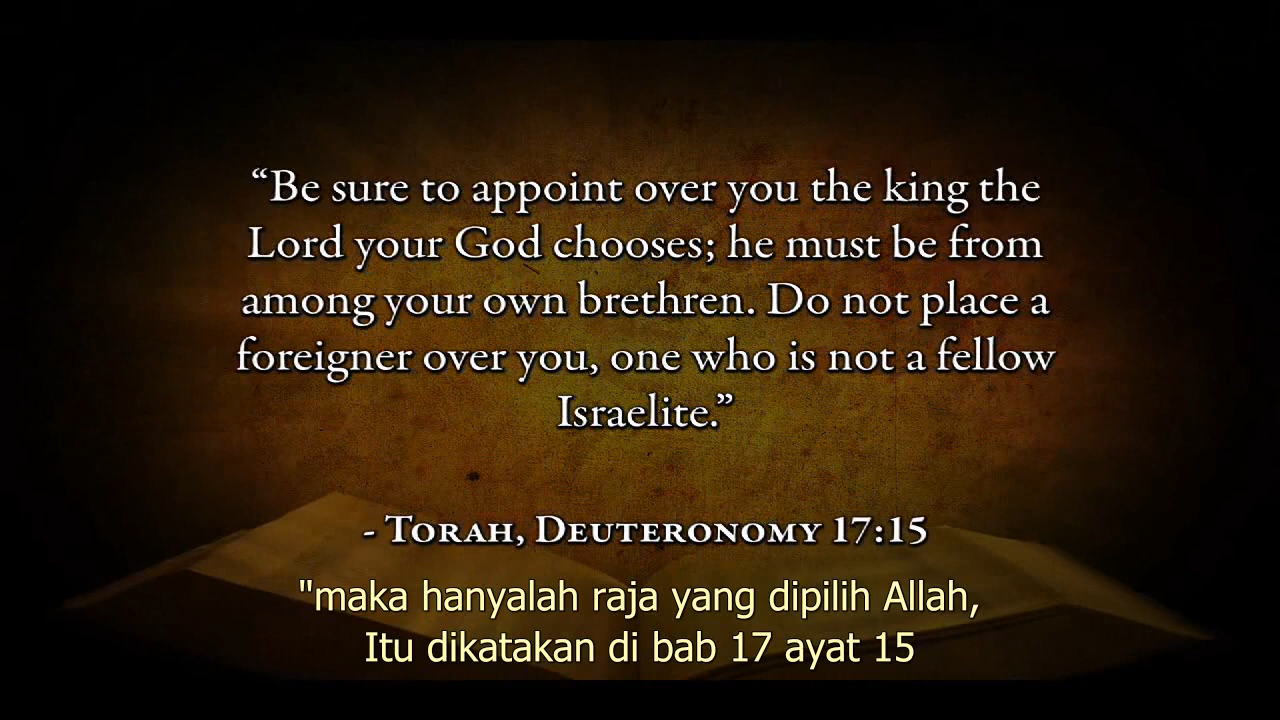 “Be sure to appoint over you the king the
Lord your God chooses; he must be from
among your own brethren. Do not place a
foreigner over you, one who is not a fellow
Israelite.”
- Torah, Deuteronomy 17:15
"maka hanyalah raja yang dipilih Allah,
Itu dikatakan di bab 17 ayat 15